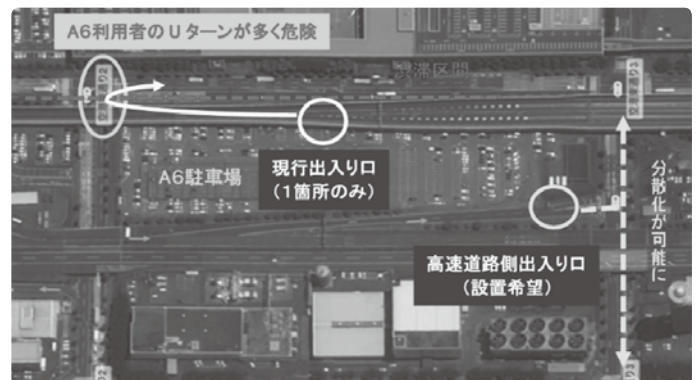 A6利用者のUターンが多く危険
渋滞区間
現行出入り口
(1箇所のみ)
A6駐車場
高速道路側出入り口
(設置希望)
分散化が可能に